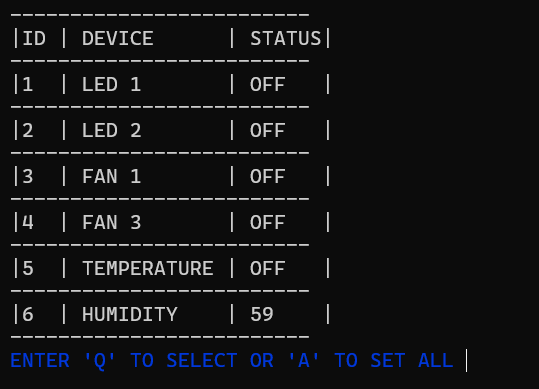 -------------------------
|ID | DEVICE      | STATUS|
-------------------------
|1  | LED 1       | OFF   |
-------------------------
|2  | LED 2       | OFF   |
-------------------------
|3  | FAN 1       | OFF   |
-------------------------
|4  | FAN 3       | OFF   |
-------------------------
|5  | TEMPERATURE | OFF   |
-------------------------
|6  | HUMIDITY    | 59    |
-------------------------
ENTER 'Q' TO SELECT OR 'A' TO SET ALL